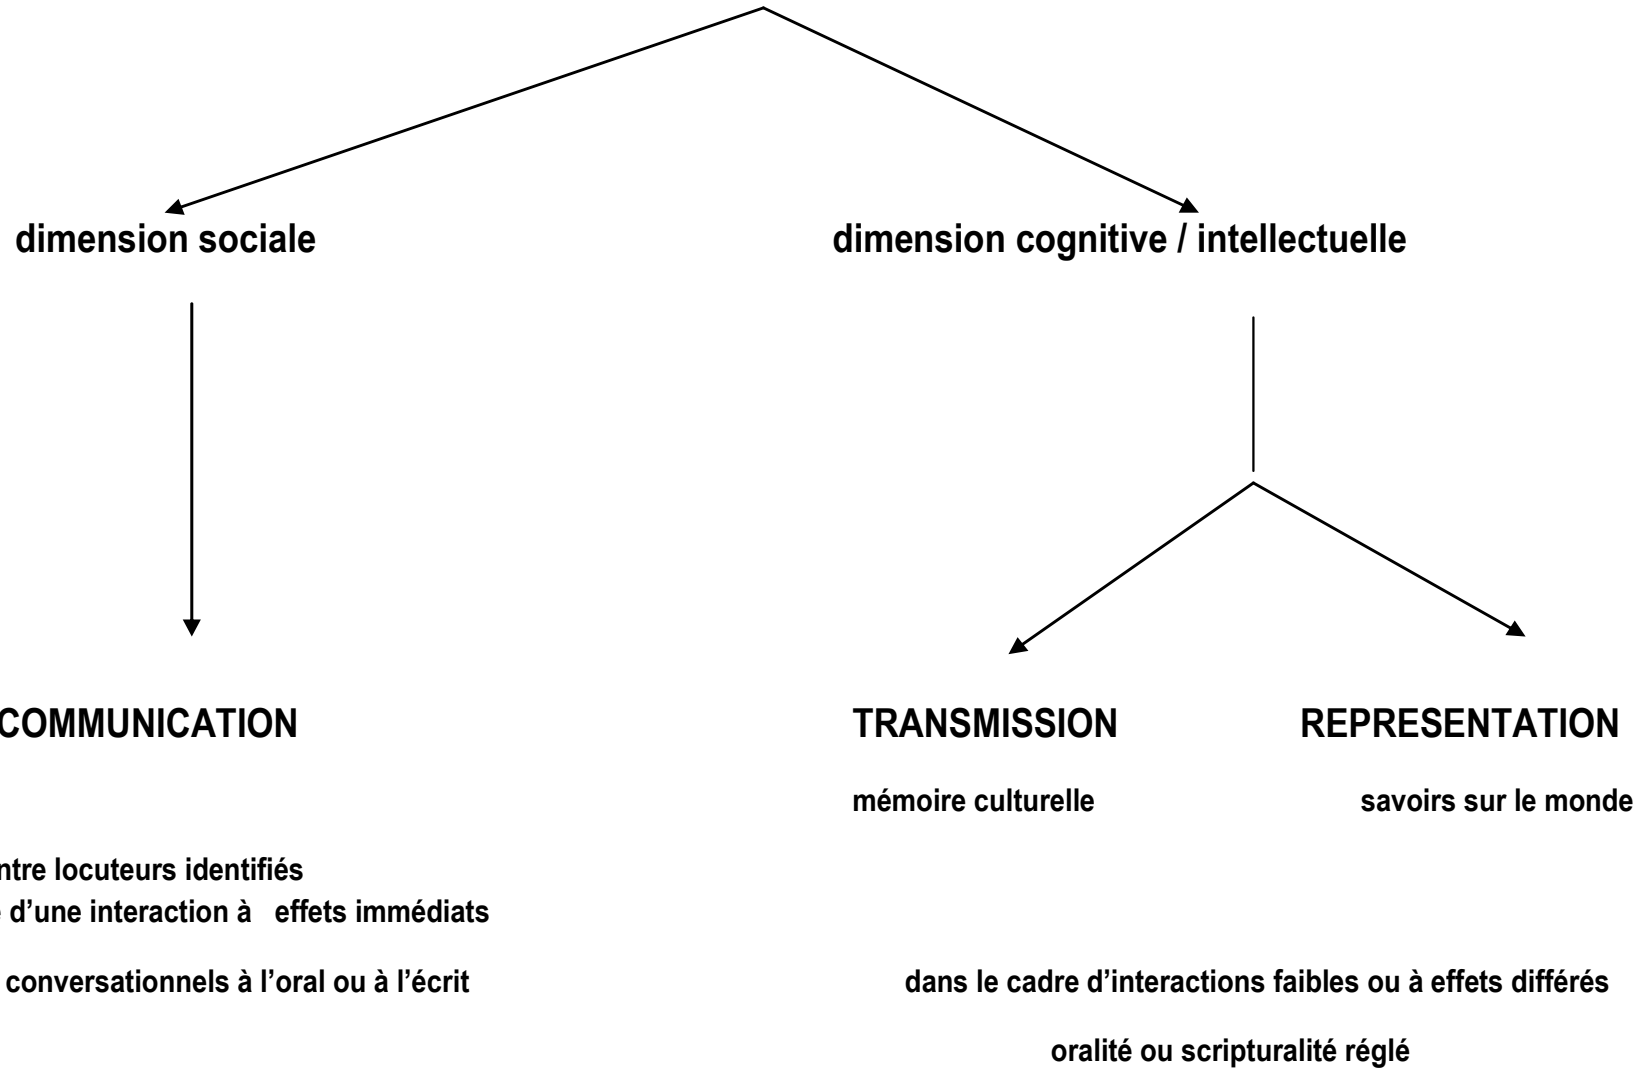 dimension sociale
dimension cognitive / intellectuelle
COMMUNICATION
TRANSMISSION
REPRESENTATION
mémoire culturelle
savoirs sur le monde
locuteurs identifiés
d’une interaction à effets immédiats
conversationnels à l’oral ou à l’écrit
dans le cadre d’interactions faibles ou à effets différés
oralité ou scripturalité réglé